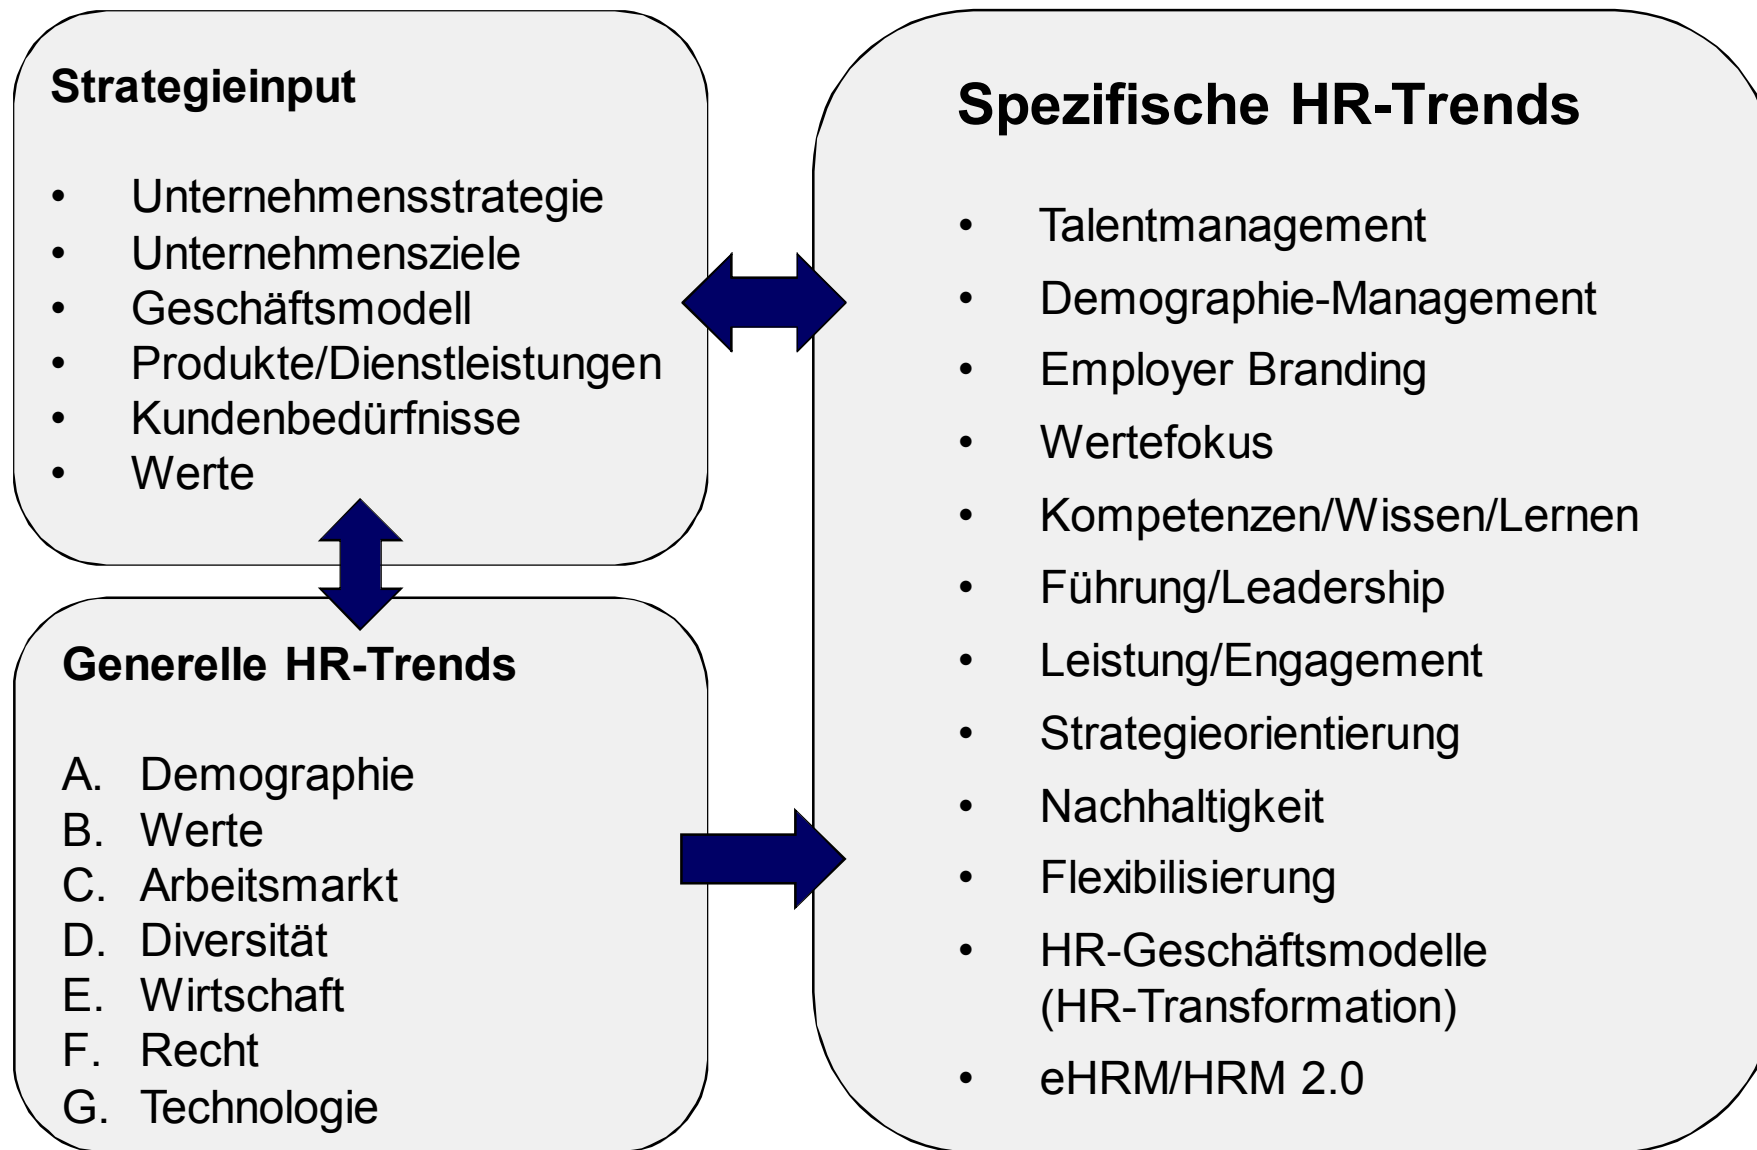 Strategieinput
• Unternehmensstrategie
• Unternehmensziele
• Geschäftsmodell
• Produkte/Dienstleistungen
• Kundenbedürfnisse
• Werte
Generelle HR-Trends
A. Demographie
B. Werte
C. Arbeitsmarkt
D. Diversität
E. Wirtschaft
F. Recht
G. Technologie
Spezifische HR-Trends
• Talentmanagement
• Demographie-Management
• Employer Branding
• Wertefokus
• Kompetenzen/Wissen/Lernen
• Führung/Leadership
• Leistung/Engagement
• Strategieorientierung
• Nachhaltigkeit
• Flexibilisierung
• HR-Geschäftsmodelle
(HR-Transformation)
• eHRM/HRM 2.0